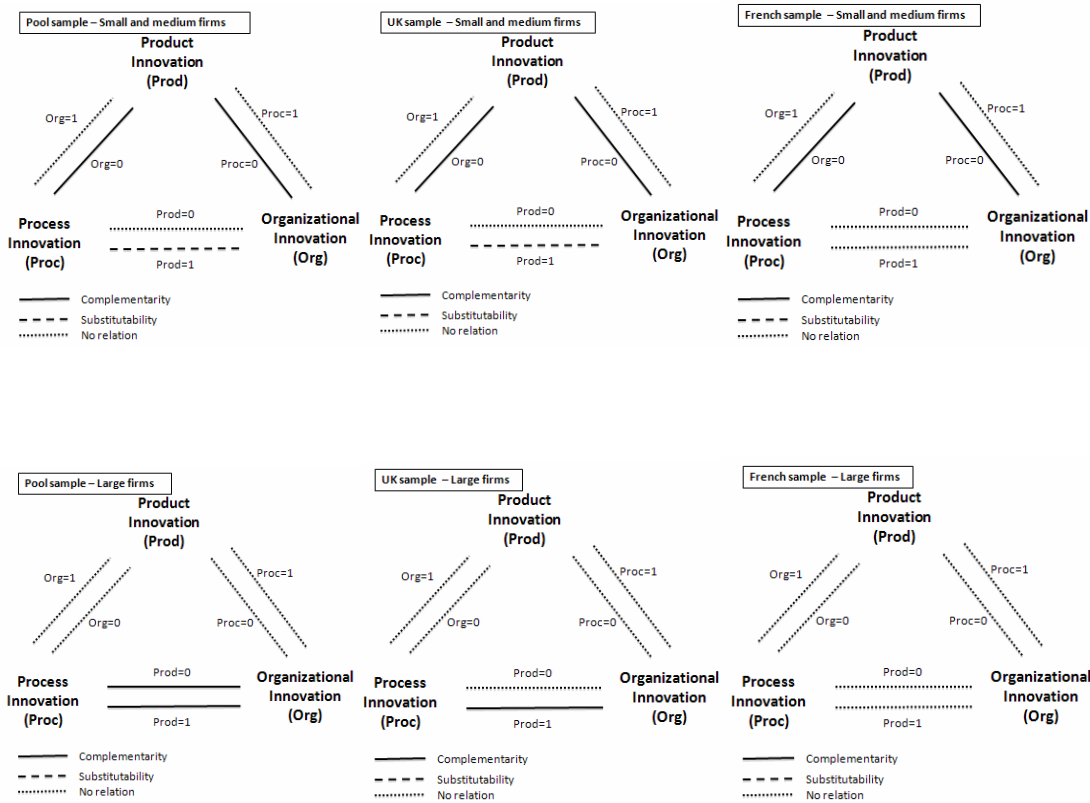 Pool sample – Small and medium firms
Product
Innovation
(Prod)
Org=1
Org=0
Proc=1
Proc=0
Process
Innovation
(Proc)
Prod=0
Prod=1
Organizational
Innovation
(Org)
Complementarity
Substitutability
No relation
UK sample – Small and medium firms
Product
Innovation
(Prod)
Org=1
Org=0
Proc=1
Proc=0
Process
Innovation
(Proc)
Prod=0
Prod=1
Organizational
Innovation
(Org)
Complementarity
Substitutability
No relation
French sample – Small and medium firms
Product
Innovation
(Prod)
Org=1
Org=0
Proc=1
Proc=0
Process
Innovation
(Proc)
Prod=0
Prod=1
Organizational
Innovation
(Org)
Complementarity
Substitutability
No relation
Pool sample – Large firms
Product
Innovation
(Prod)
Org=1
Org=0
Proc=1
Proc=0
Process
Innovation
(Proc)
Prod=0
Prod=1
Organizational
Innovation
(Org)
Complementarity
Substitutability
No relation
UK sample – Large firms
Product
Innovation
(Prod)
Org=1
Org=0
Proc=1
Proc=0
Process
Innovation
(Proc)
Prod=0
Prod=1
Organizational
Innovation
(Org)
Complementarity
Substitutability
No relation
French sample – Large firms
Product
Innovation
(Prod)
Org=1
Org=0
Proc=1
Proc=0
Process
Innovation
(Proc)
Prod=0
Prod=1
Organizational
Innovation
(Org)
Complementarity
Substitutability
No relation